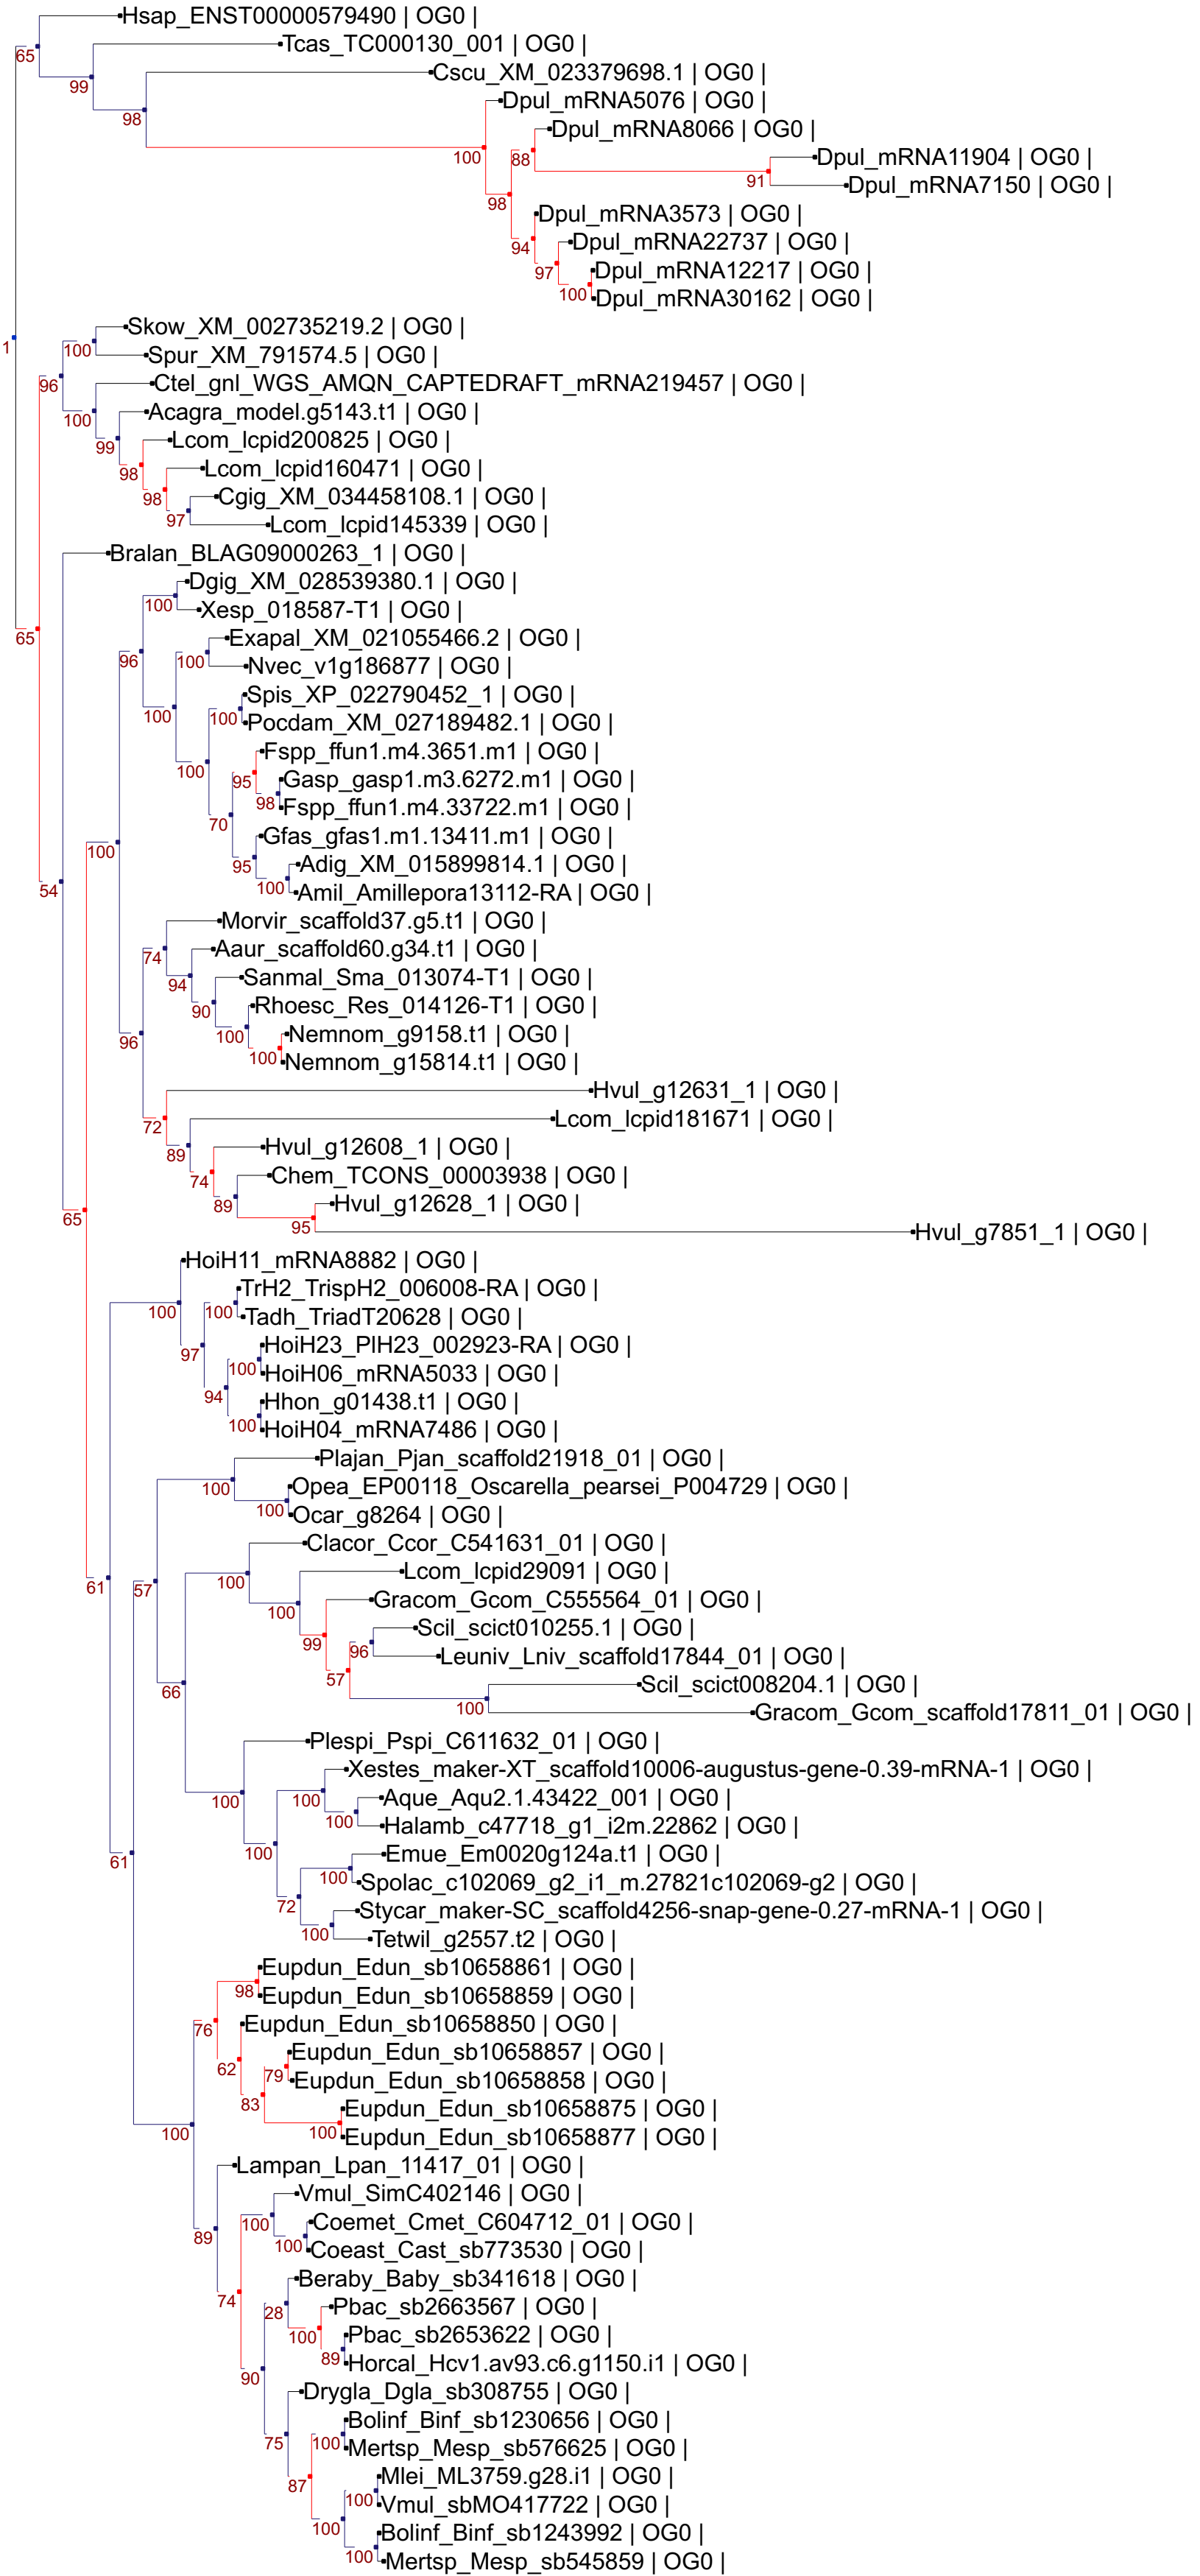 Hsap_ENST00000579490 | OG0 |
65
Tcas_TC000130_001 | OG0 |
99
Cscu_XM_023379698.1 | OG0 |
98
Dpul_mRNA5076 | OG0 |
100
Dpul_mRNA8066 | OG0 |
88
Dpul_mRNA11904 | OG0 |
91
Dpul_mRNA7150 | OG0 |
98
Dpul_mRNA3573 | OG0 |
94
Dpul_mRNA22737 | OG0 |
97
Dpul_mRNA12217 | OG0 |
100
Dpul_mRNA30162 | OG0 |
Skow_XM_002735219.2 | OG0 |
1
100
Spur_XM_791574.5 | OG0 |
96
Ctel_gnl_WGS_AMQN_CAPTEDRAFT_mRNA219457 | OG0 |
100
Acagra_model.g5143.t1 | OG0 |
99
Lcom_lcpid200825 | OG0 |
98
Lcom_lcpid160471 | OG0 |
98
Cgig_XM_034458108.1 | OG0 |
97
Lcom_lcpid145339 | OG0 |
Bralan_BLAG09000263_1 | OG0 |
Dgig_XM_028539380.1 | OG0 |
100
Xesp_018587-T1 | OG0 |
65
Exapal_XM_021055466.2 | OG0 |
96
100
Nvec_v1g186877 | OG0 |
Spis_XP_022790452_1 | OG0 |
100
100
Pocdam_XM_027189482.1 | OG0 |
Fspp_ffun1.m4.3651.m1 | OG0 |
100
95
Gasp_gasp1.m3.6272.m1 | OG0 |
98
Fspp_ffun1.m4.33722.m1 | OG0 |
70
Gfas_gfas1.m1.13411.m1 | OG0 |
100
95
Adig_XM_015899814.1 | OG0 |
100
Amil_Amillepora13112-RA | OG0 |
54
Morvir_scaffold37.g5.t1 | OG0 |
Aaur_scaffold60.g34.t1 | OG0 |
74
Sanmal_Sma_013074-T1 | OG0 |
94
Rhoesc_Res_014126-T1 | OG0 |
90
Nemnom_g9158.t1 | OG0 |
100
96
100
Nemnom_g15814.t1 | OG0 |
Hvul_g12631_1 | OG0 |
Lcom_lcpid181671 | OG0 |
72
Hvul_g12608_1 | OG0 |
89
Chem_TCONS_00003938 | OG0 |
74
Hvul_g12628_1 | OG0 |
89
65
95
Hvul_g7851_1 | OG0 |
HoiH11_mRNA8882 | OG0 |
TrH2_TrispH2_006008-RA | OG0 |
100
100
Tadh_TriadT20628 | OG0 |
HoiH23_PlH23_002923-RA | OG0 |
97
100
HoiH06_mRNA5033 | OG0 |
94
Hhon_g01438.t1 | OG0 |
100
HoiH04_mRNA7486 | OG0 |
Plajan_Pjan_scaffold21918_01 | OG0 |
100
Opea_EP00118_Oscarella_pearsei_P004729 | OG0 |
100
Ocar_g8264 | OG0 |
Clacor_Ccor_C541631_01 | OG0 |
Lcom_lcpid29091 | OG0 |
61
57
100
Gracom_Gcom_C555564_01 | OG0 |
100
Scil_scict010255.1 | OG0 |
99
96
Leuniv_Lniv_scaffold17844_01 | OG0 |
57
Scil_scict008204.1 | OG0 |
66
100
Gracom_Gcom_scaffold17811_01 | OG0 |
Plespi_Pspi_C611632_01 | OG0 |
Xestes_maker-XT_scaffold10006-augustus-gene-0.39-mRNA-1 | OG0 |
100
100
Aque_Aqu2.1.43422_001 | OG0 |
100
Halamb_c47718_g1_i2m.22862 | OG0 |
100
Emue_Em0020g124a.t1 | OG0 |
61
100
Spolac_c102069_g2_i1_m.27821c102069-g2 | OG0 |
72
Stycar_maker-SC_scaffold4256-snap-gene-0.27-mRNA-1 | OG0 |
100
Tetwil_g2557.t2 | OG0 |
Eupdun_Edun_sb10658861 | OG0 |
98
Eupdun_Edun_sb10658859 | OG0 |
76
Eupdun_Edun_sb10658850 | OG0 |
Eupdun_Edun_sb10658857 | OG0 |
62
79
Eupdun_Edun_sb10658858 | OG0 |
83
Eupdun_Edun_sb10658875 | OG0 |
100
100
Eupdun_Edun_sb10658877 | OG0 |
Lampan_Lpan_11417_01 | OG0 |
Vmul_SimC402146 | OG0 |
100
Coemet_Cmet_C604712_01 | OG0 |
89
100
Coeast_Cast_sb773530 | OG0 |
Beraby_Baby_sb341618 | OG0 |
74
28
Pbac_sb2663567 | OG0 |
100
Pbac_sb2653622 | OG0 |
89
Horcal_Hcv1.av93.c6.g1150.i1 | OG0 |
90
Drygla_Dgla_sb308755 | OG0 |
Bolinf_Binf_sb1230656 | OG0 |
75
100
Mertsp_Mesp_sb576625 | OG0 |
87
Mlei_ML3759.g28.i1 | OG0 |
100
Vmul_sbMO417722 | OG0 |
100
Bolinf_Binf_sb1243992 | OG0 |
100
Mertsp_Mesp_sb545859 | OG0 |